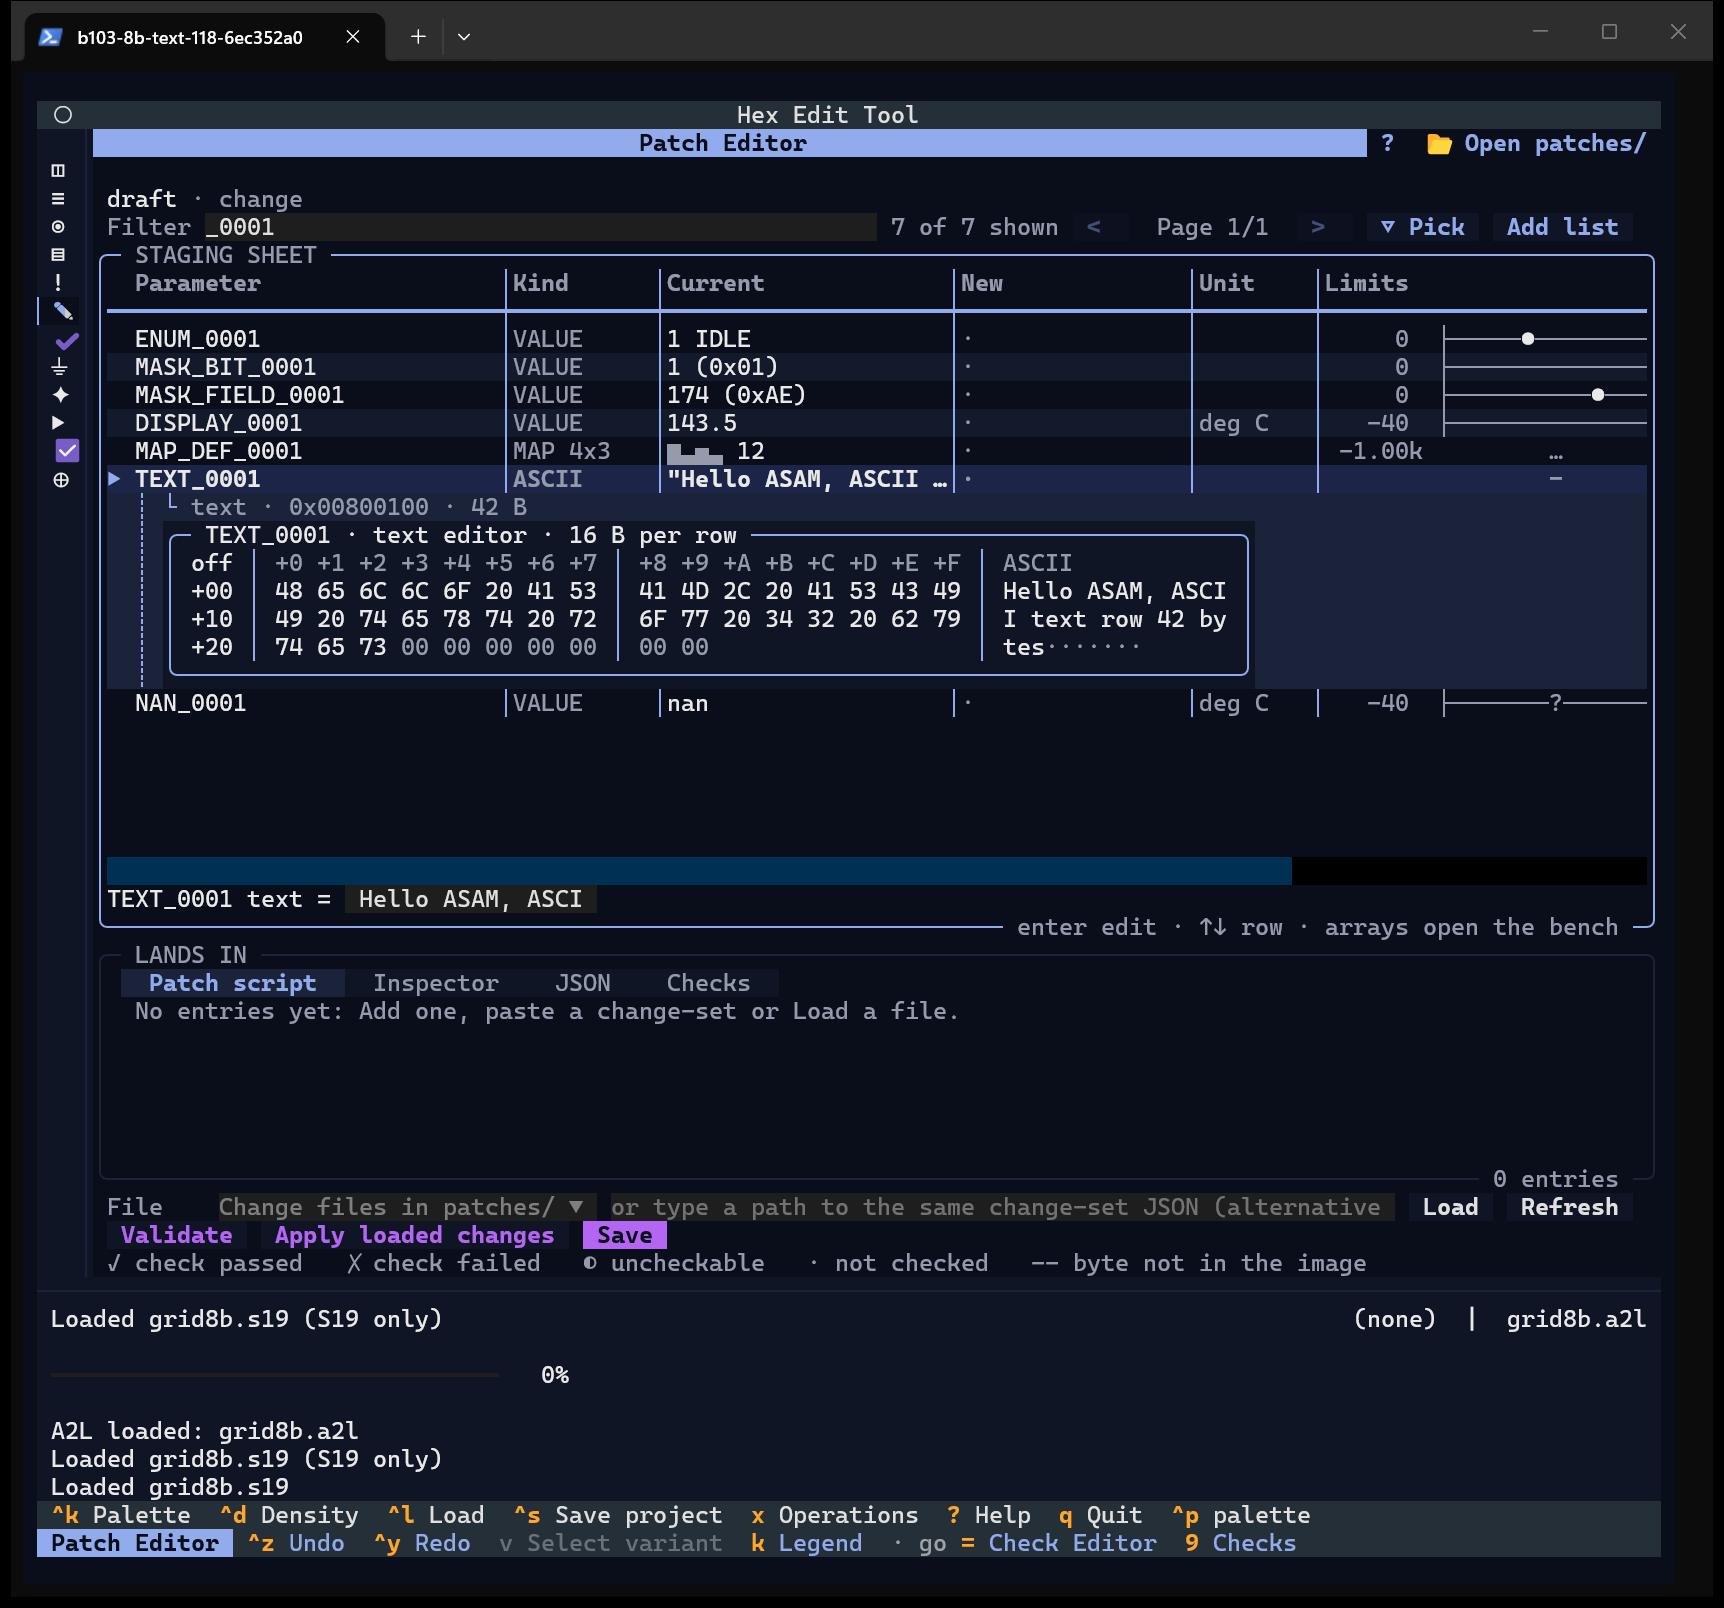 b103-8b-text-118-6ec352a0
Hex Edit Tool
Patch Editor ? Open patches/
draft · change
Filter _0001 7 of 7 shown < Page 1/1 > ▽ Pick Add list
STAGING SHEET
Parameter Kind Current New Unit Limits
ENUM_0001 VALUE 1 IDLE · 0
MASK_BIT_0001 VALUE 1 (0x01) · 0
MASK_FIELD_0001 VALUE 174 (0xAE) · 0
DISPLAY_0001 VALUE 143.5 · deg C -40
MAP_DEF_0001 MAP 4x3 12 · -1.00k …
TEXT_0001 ASCII "Hello ASAM, ASCII … · -
└ text · 0x00800100 · 42 B
TEXT_0001 · text editor · 16 B per row
off +0 +1 +2 +3 +4 +5 +6 +7 +8 +9 +A +B +C +D +E +F ASCII
+00 48 65 6C 6C 6F 20 41 53 41 4D 2C 20 41 53 43 49 Hello ASAM, ASCI
+10 49 20 74 65 78 74 20 72 6F 77 20 34 32 20 62 79 I text row 42 by
+20 74 65 73 00 00 00 00 00 00 00 tes·······
NAN_0001 VALUE nan · deg C -40 ?
TEXT_0001 text = Hello ASAM, ASCI
enter edit · ↑↓ row · arrays open the bench
LANDS IN
Patch script Inspector JSON Checks
No entries yet: Add one, paste a change-set or Load a file.
0 entries
File Change files in patches/ ▼ or type a path to the same change-set JSON (alternative Load Refresh
Validate Apply loaded changes Save
✓ check passed ✗ check failed ◐ uncheckable · not checked -- byte not in the image
Loaded grid8b.s19 (S19 only) (none) | grid8b.a2l
0%
A2L loaded: grid8b.a2l
Loaded grid8b.s19 (S19 only)
Loaded grid8b.s19
^k Palette ^d Density ^l Load ^s Save project x Operations ? Help q Quit ^p palette
Patch Editor ^z Undo ^y Redo v Select variant k Legend · go = Check Editor 9 Checks